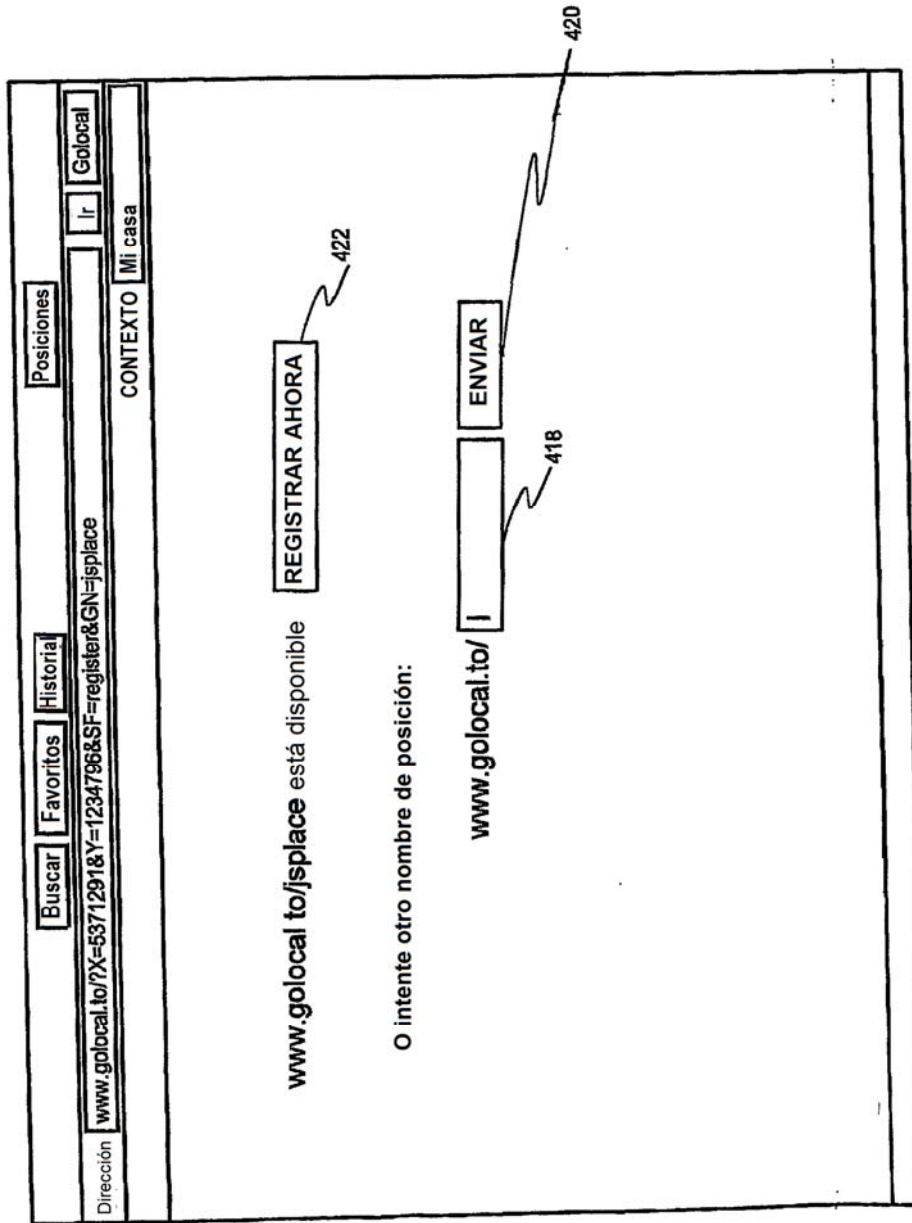 Buscar Favoritos Historial Posiciones
Dirección www.golocal.to/?X=5371291&Y=1234796&SF=register&GN=jsplace Ir Golocal
CONTEXTO Mi casa
www.golocal to/jsplace está disponible REGISTRAR AHORA
422
O intente otro nombre de posición:
www.golocal.to/ ENVIAR
418
420